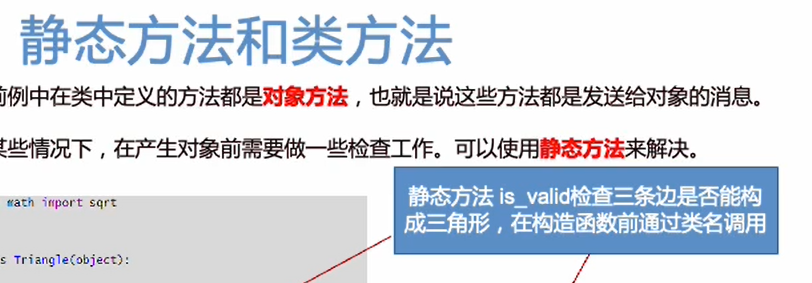 静态方法和类方法
前例中在类中定义的方法都是对象方法，也就是说这些方法都是发送给对象的消息。
某些情况下，在产生对象前需要做一些检查工作。可以使用静态方法来解决。
静态方法 is_valid检查三条边是否能构
成三角形，在构造函数前通过类名调用
math import sqrt
s Triangle(object):